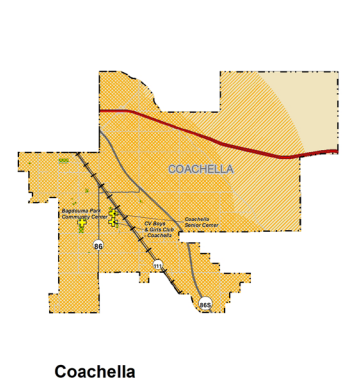 COACHELLA
Bagdouma Park
Community Center
Coachella
Senior Center
CV Boys
& Girls Club
- Coachella
86
111
86S
Coachella